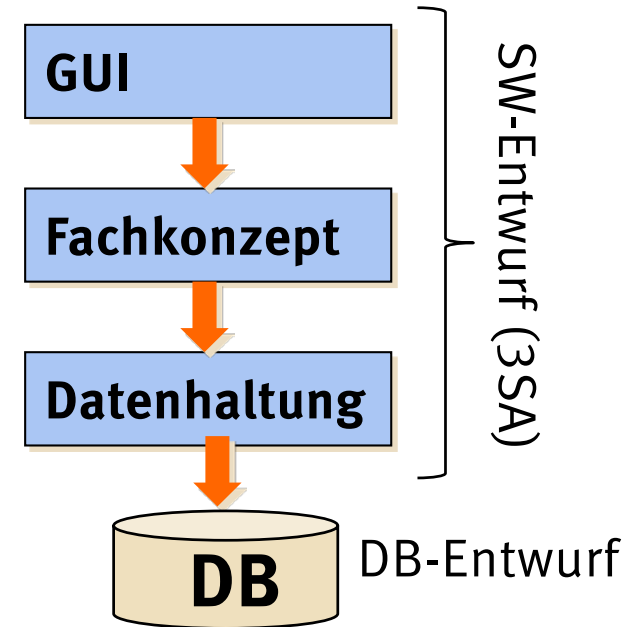 GUI
Fachkonzept
Datenhaltung
SW-Entwurf (3SA)
DB
DB-Entwurf